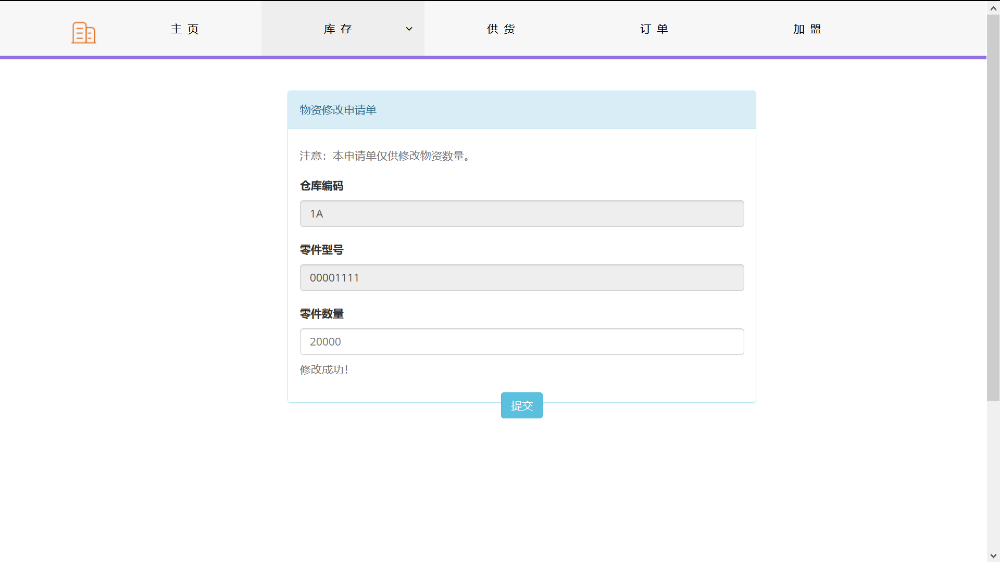 主 页
库 存
供 货
订 单
加 盟
物资修改申请单
注意：本申请单仅供修改物资数量。
仓库编码
1A
零件型号
00001111
零件数量
20000
修改成功！
提交